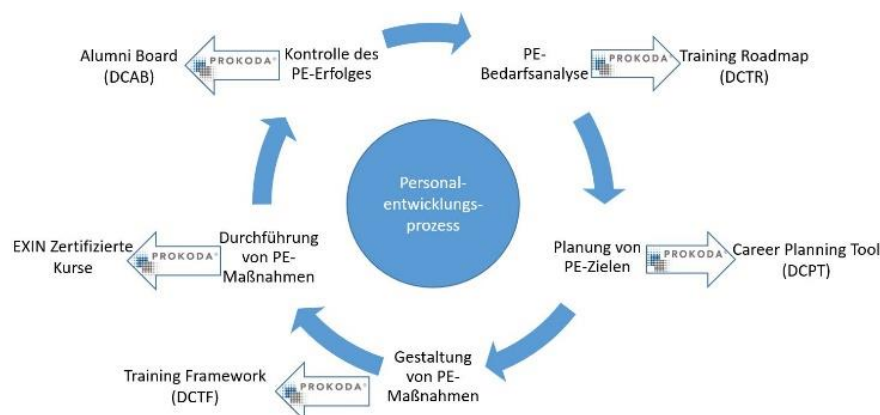 Alumni Board
(DCAB)
PROKODA®
Kontrolle des
PE-Erfolges
PE-
Bedarfsanalyse
PROKODA®
Training Roadmap
(DCTR)
Personal-
entwicklungs-
prozess
EXIN Zertifizierte
Kurse
PROKODA®
Durchführung
von PE-
Maßnahmen
Planung von
PE-Zielen
PROKODA®
Career Planning Tool
(DCPT)
Training Framework
(DCTF)
PROKODA®
Gestaltung
von PE-
Maßnahmen